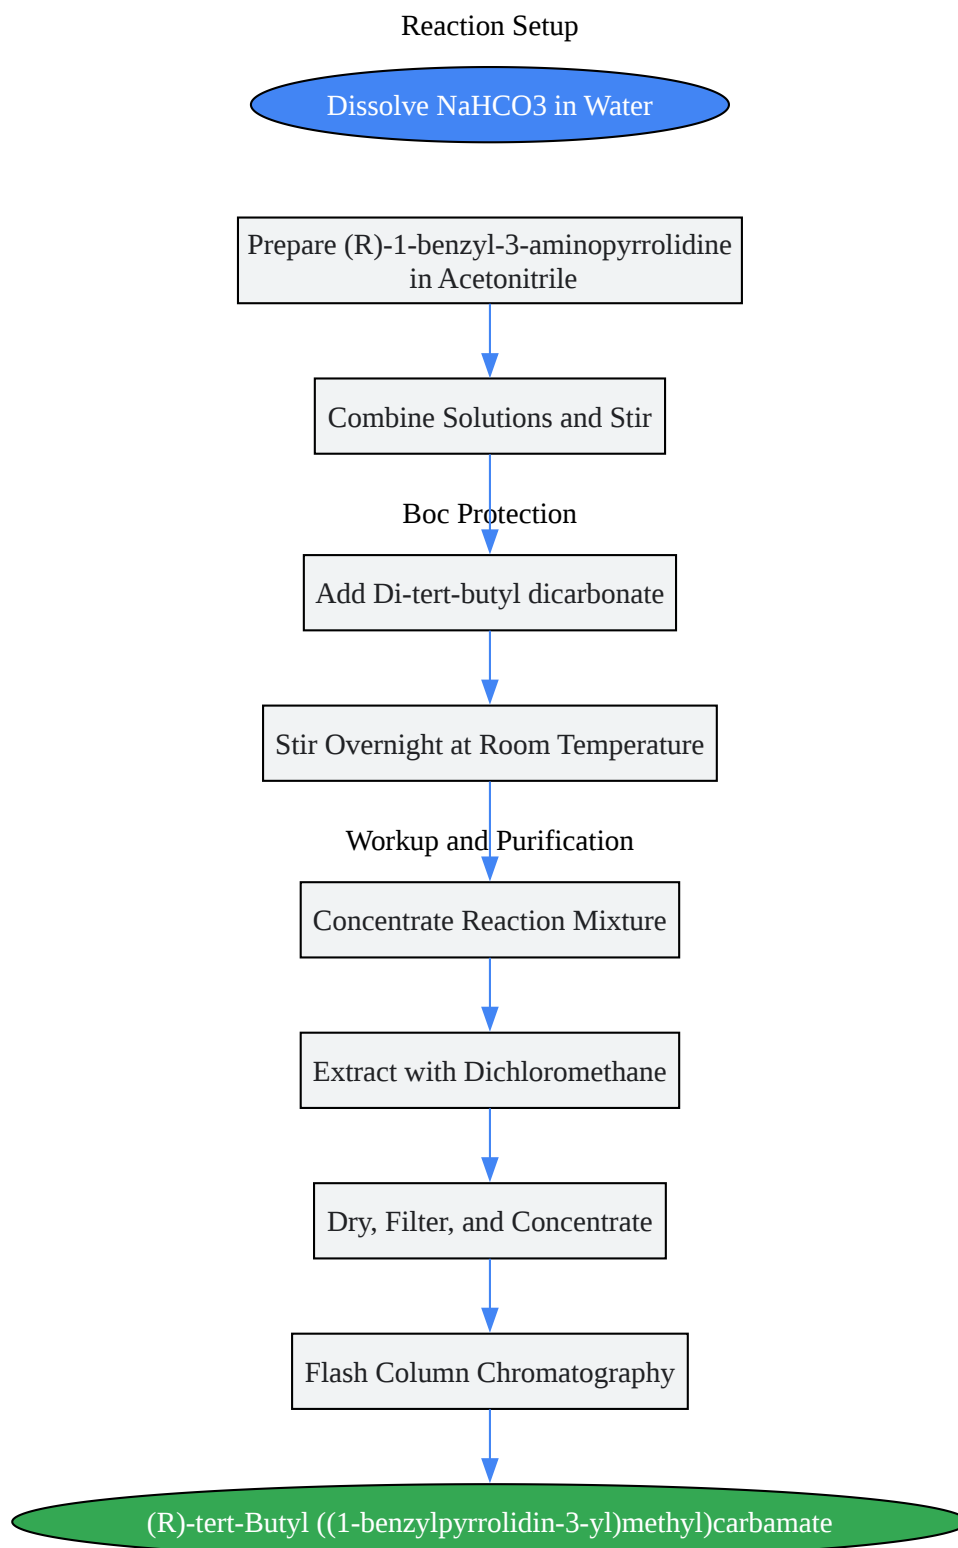 Reaction Setup
Dissolve NaHCO3 in Water
Prepare (R)-1-benzyl-3-aminopyrrolidine
in Acetonitrile
Combine Solutions and Stir
Boc Protection
Add Di-tert-butyl dicarbonate
Stir Overnight at Room Temperature
Workup and Purification
Concentrate Reaction Mixture
Extract with Dichloromethane
Dry, Filter, and Concentrate
Flash Column Chromatography
(R)-tert-Butyl ((1-benzylpyrrolidin-3-yl)methyl)carbamate